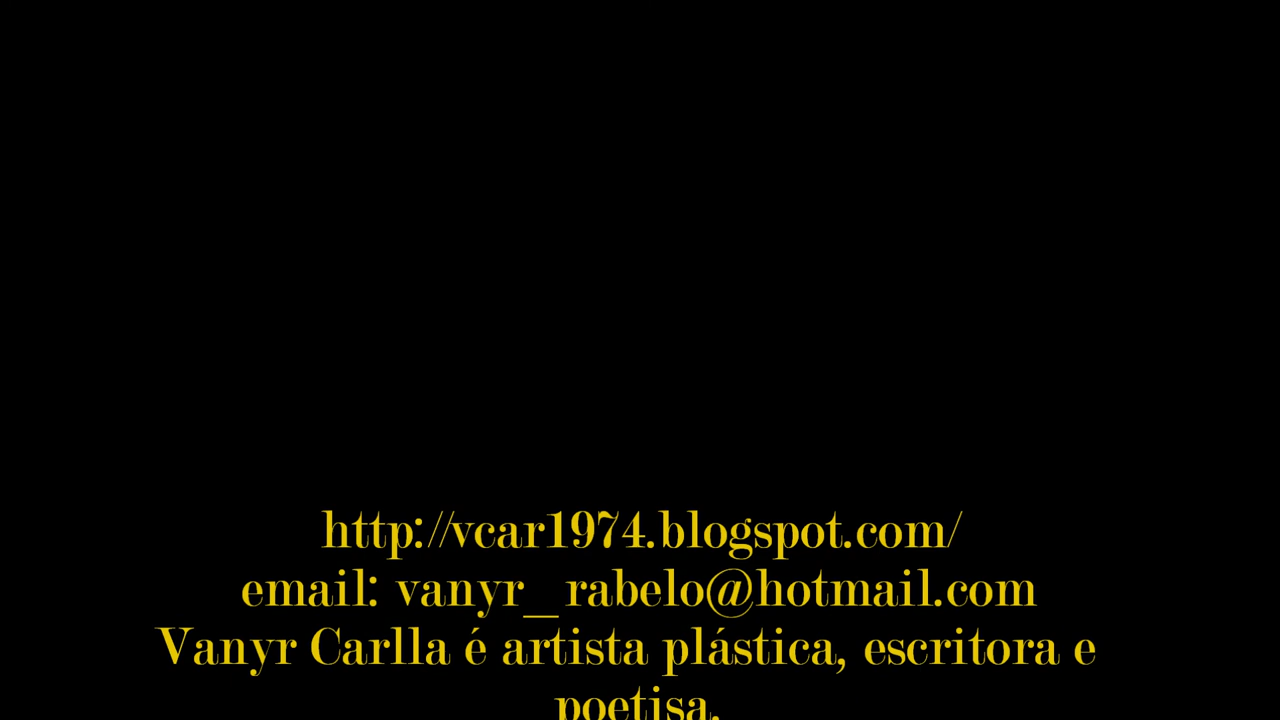 http://vcar1974.blogspot.com/
email: vanyr_rabelo@hotmail.com
Vanyr Carlla é artista plástica, escritora e
poetisa.